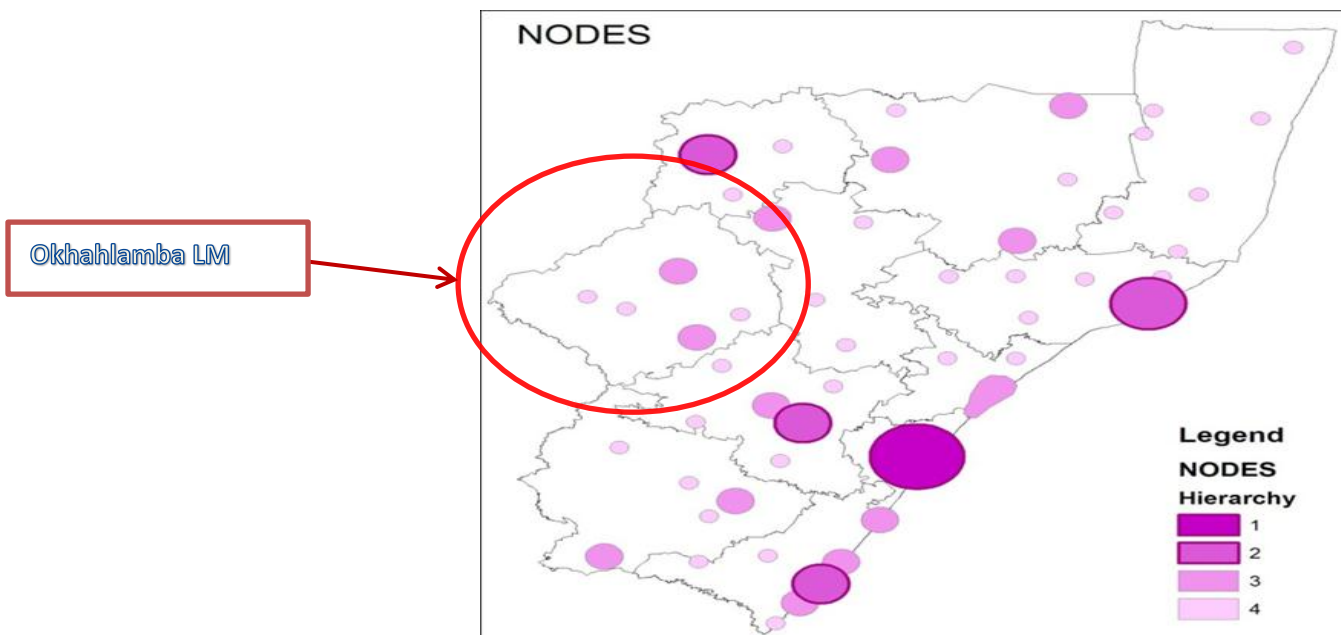 NODES
Okhahlamba LM
Legend
NODES
Hierarchy
1
2
3
4